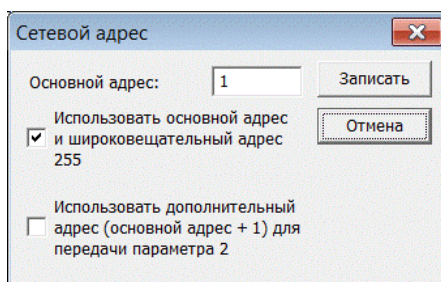 Сетевой адрес
Основной адрес: 1 Записать
Использовать основной адрес
и широковещательный адрес
255
Отмена
Использовать дополнительный
адрес (основной адрес + 1) для
передачи параметра 2